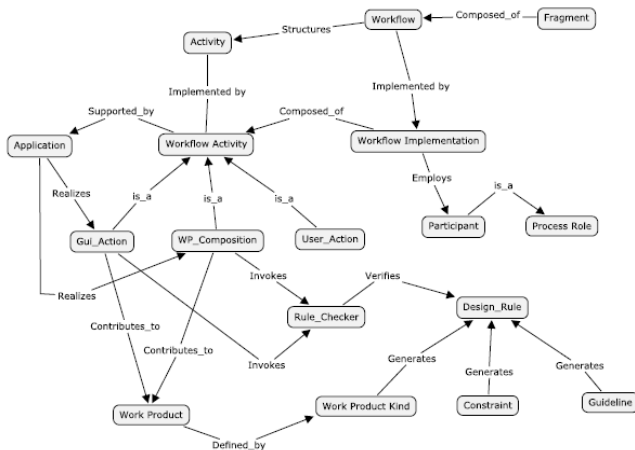 Workflow
Composed_of
Fragment
Structures
Activity
Implemented by
Implemented by
Supported_by
Composed_of
Application
Workflow Activity
Workflow Implementation
Employs
Realizes
is_a
is_a
is_a
is_a
Participant
Process Role
Gui_Action
WP_Composition
User_Action
Invokes
Verifies
Realizes
Design_Rule
Rule_Checker
Contributes_to
Contributes_to
Invokes
Generates
Generates
Generates
Work Product
Work Product Kind
Constraint
Guideline
Defined_by